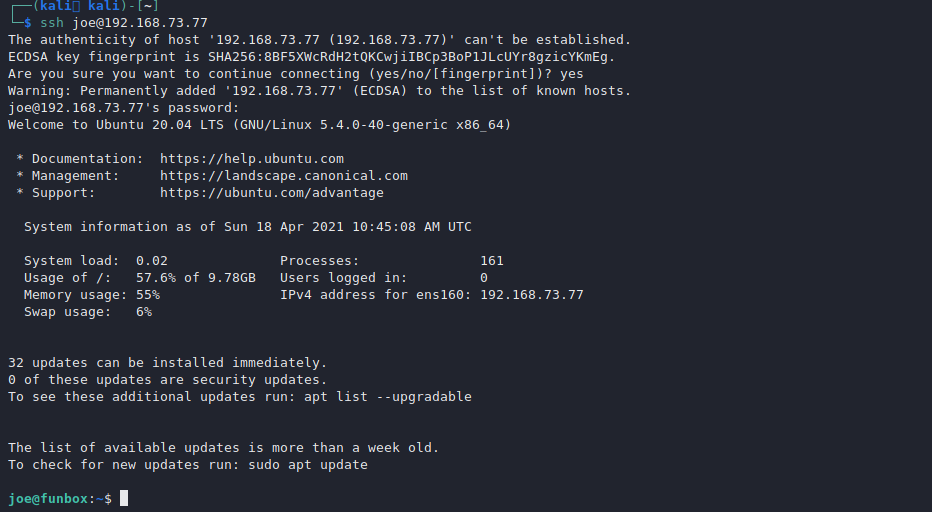 ┌──(kali㉿kali)-[~]
└─$ ssh joe@192.168.73.77
The authenticity of host '192.168.73.77 (192.168.73.77)' can't be established.
ECDSA key fingerprint is SHA256:8BF5XWcRdH2tQKCwjiIBCp3BoP1JLcUYr8gzicYKmEg.
Are you sure you want to continue connecting (yes/no/[fingerprint])? yes
Warning: Permanently added '192.168.73.77' (ECDSA) to the list of known hosts.
joe@192.168.73.77's password:
Welcome to Ubuntu 20.04 LTS (GNU/Linux 5.4.0-40-generic x86_64)
* Documentation: https://help.ubuntu.com
* Management: https://landscape.canonical.com
* Support: https://ubuntu.com/advantage
System information as of Sun 18 Apr 2021 10:45:08 AM UTC
System load: 0.02 Processes: 161
Usage of /: 57.6% of 9.78GB Users logged in: 0
Memory usage: 55% IPv4 address for ens160: 192.168.73.77
Swap usage: 6%
32 updates can be installed immediately.
0 of these updates are security updates.
To see these additional updates run: apt list --upgradable
The list of available updates is more than a week old.
To check for new updates run: sudo apt update
joe@funbox:~$